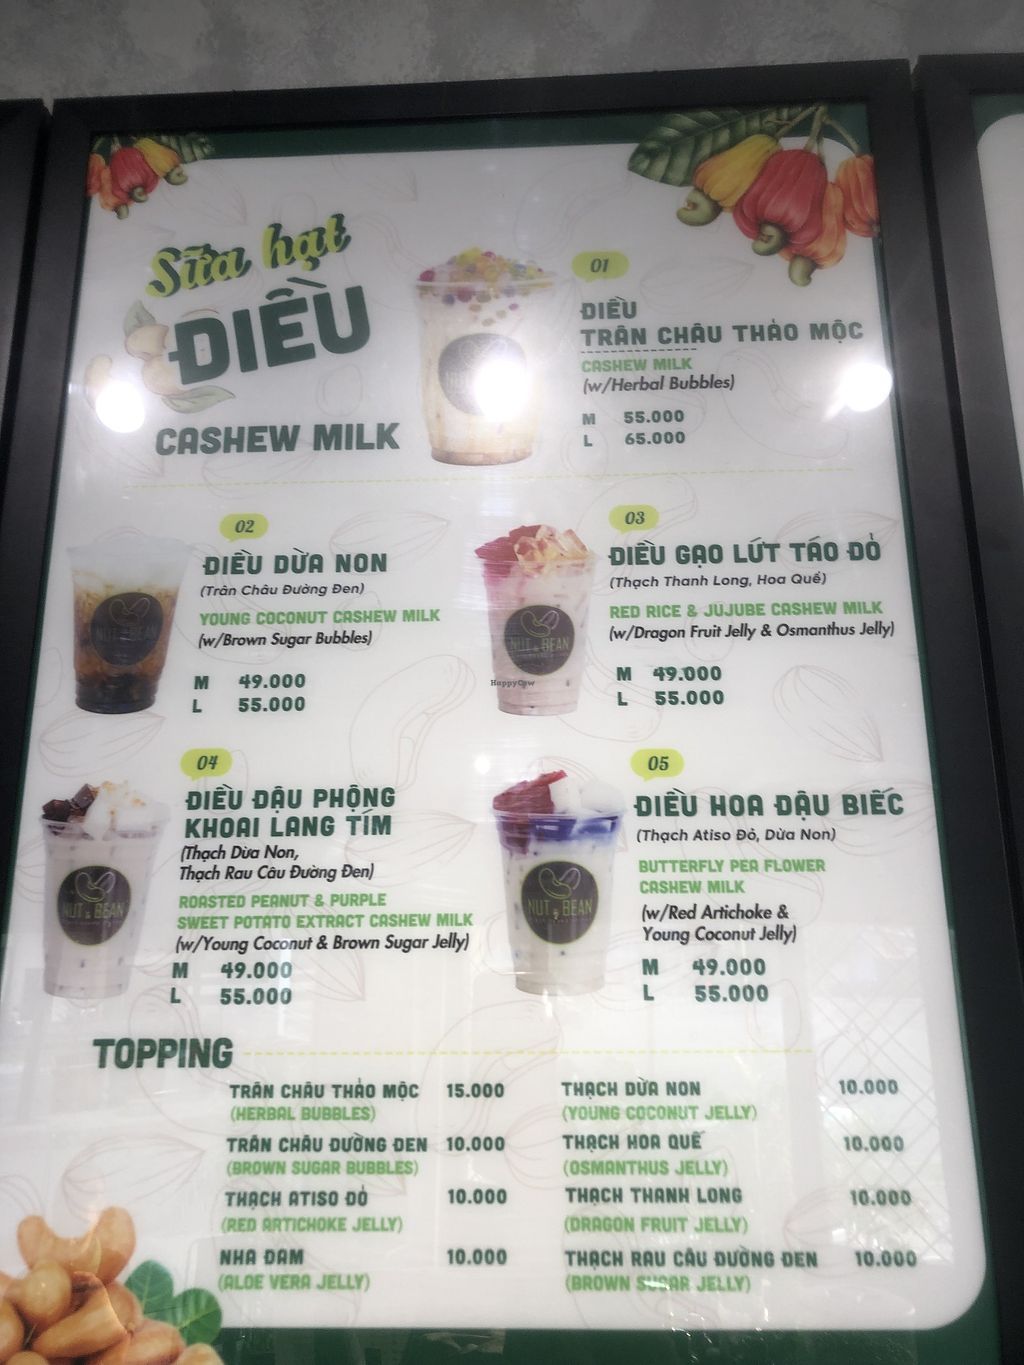 Sữa hạt
ĐIỀU
CASHEW MILK
01
ĐIỀU
TRÂN CHÂU THẢO MỘC
CASHEW MILK
(w/Herbal Bubbles)
M 55.000
L 65.000
02
ĐIỀU DỪA NON
(Trân Châu Đường Đen)
YOUNG COCONUT CASHEW MILK
(w/Brown Sugar Bubbles)
M 49.000
L 55.000
NUT & BEAN
03
ĐIỀU GẠO LỨT TÁO ĐỎ
(Thạch Thanh Long, Hoa Quế)
RED RICE & JUJUBE CASHEW MILK
(w/Dragon Fruit Jelly & Osmanthus Jelly)
M 49.000
L 55.000
NUT & BEAN
HappyCow
04
ĐIỀU ĐẬU PHỘNG
KHOAI LANG TÍM
(Thạch Dừa Non,
Thạch Rau Câu Đường Đen)
ROASTED PEANUT & PURPLE
SWEET POTATO EXTRACT CASHEW MILK
(w/Young Coconut & Brown Sugar Jelly)
M 49.000
L 55.000
NUT & BEAN
05
ĐIỀU HOA ĐẬU BIẾC
(Thạch Atiso Đỏ, Dừa Non)
BUTTERFLY PEA FLOWER
CASHEW MILK
(w/Red Artichoke &
Young Coconut Jelly)
M 49.000
L 55.000
NUT & BEAN
TOPPING
TRÂN CHÂU THẢO MỘC 15.000
(HERBAL BUBBLES)
TRÂN CHÂU ĐƯỜNG ĐEN 10.000
(BROWN SUGAR BUBBLES)
THẠCH ATISO ĐỎ 10.000
(RED ARTICHOKE JELLY)
NHA ĐAM 10.000
(ALOE VERA JELLY)
THẠCH DỪA NON 10.000
(YOUNG COCONUT JELLY)
THẠCH HOA QUẾ 10.000
(OSMANTHUS JELLY)
THẠCH THANH LONG 10.000
(DRAGON FRUIT JELLY)
THẠCH RAU CÂU ĐƯỜNG ĐEN 10.000
(BROWN SUGAR JELLY)